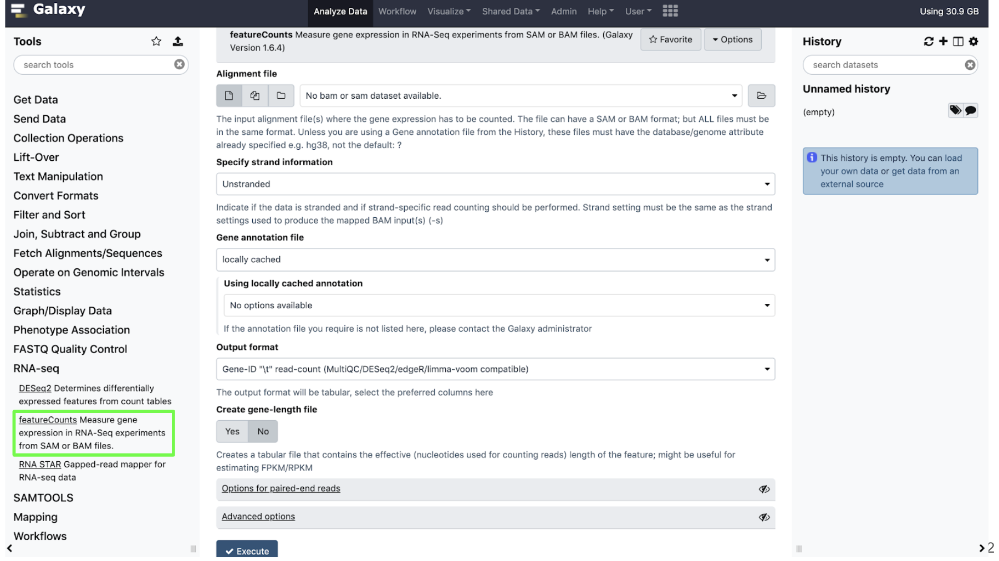 Galaxy
Analyze Data
Workflow
Visualize
Shared Data
Admin
Help
User
Using 30.9 GB
Tools
search tools
Get Data
Send Data
Collection Operations
Lift-Over
Text Manipulation
Convert Formats
Filter and Sort
Join, Subtract and Group
Fetch Alignments/Sequences
Operate on Genomic Intervals
Statistics
Graph/Display Data
Phenotype Association
FASTQ Quality Control
RNA-seq
DESeq2 Determines differentially
expressed features from count tables
featureCounts Measure gene
expression in RNA-Seq experiments
from SAM or BAM files.
RNA STAR Gapped-read mapper for
RNA-seq data
SAMTOOLS
Mapping
Workflows
featureCounts Measure gene expression in RNA-Seq experiments from SAM or BAM files. (Galaxy
Version 1.6.4)
Favorite
Options
Alignment file
No bam or sam dataset available.
The input alignment file(s) where the gene expression has to be counted. The file can have a SAM or BAM format; but ALL files must be
in the same format. Unless you are using a Gene annotation file from the History, these files must have the database/genome attribute
already specified e.g. hg38, not the default: ?
Specify strand information
Unstranded
Indicate if the data is stranded and if strand-specific read counting should be performed. Strand setting must be the same as the strand
settings used to produce the mapped BAM input(s) (-s)
Gene annotation file
locally cached
Using locally cached annotation
No options available
If the annotation file you require is not listed here, please contact the Galaxy administrator
Output format
Gene-ID "\t" read-count (MultiQC/DESeq2/edgeR/limma-voom compatible)
The output format will be tabular, select the preferred columns here
Create gene-length file
Yes
No
Creates a tabular file that contains the effective (nucleotides used for counting reads) length of the feature; might be useful for
estimating FPKM/RPKM
Options for paired-end reads
Advanced options
Execute
History
search datasets
Unnamed history
(empty)
This history is empty. You can load
your own data or get data from an
external source
2